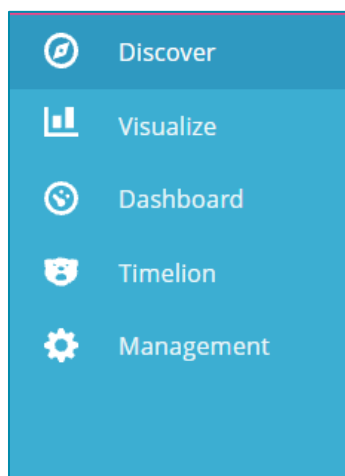 Discover
Visualize
Dashboard
Timelion
Management